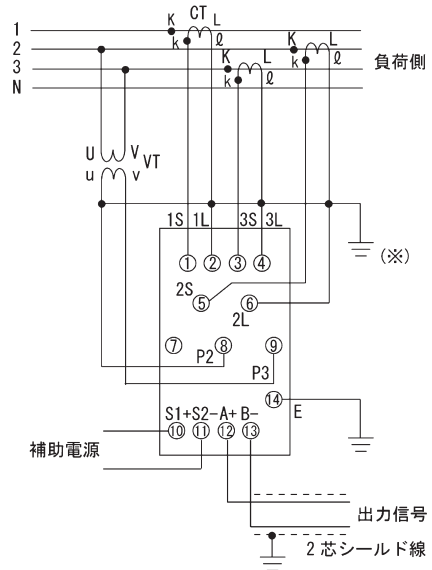 CT
K L
1
k ℓ
2
K L
3
K L
k ℓ
k ℓ
N
負荷側
U V
VT
u v
1S 1L 3S 3L
(※)
① ② ③ ④
2S
⑤ ⑥
2L
⑦ ⑧ ⑨
P2
P3
⑭
E
S1+ S2- A+ B-
⑩ ⑪ ⑫ ⑬
補助電源
出力信号
2芯シールド線